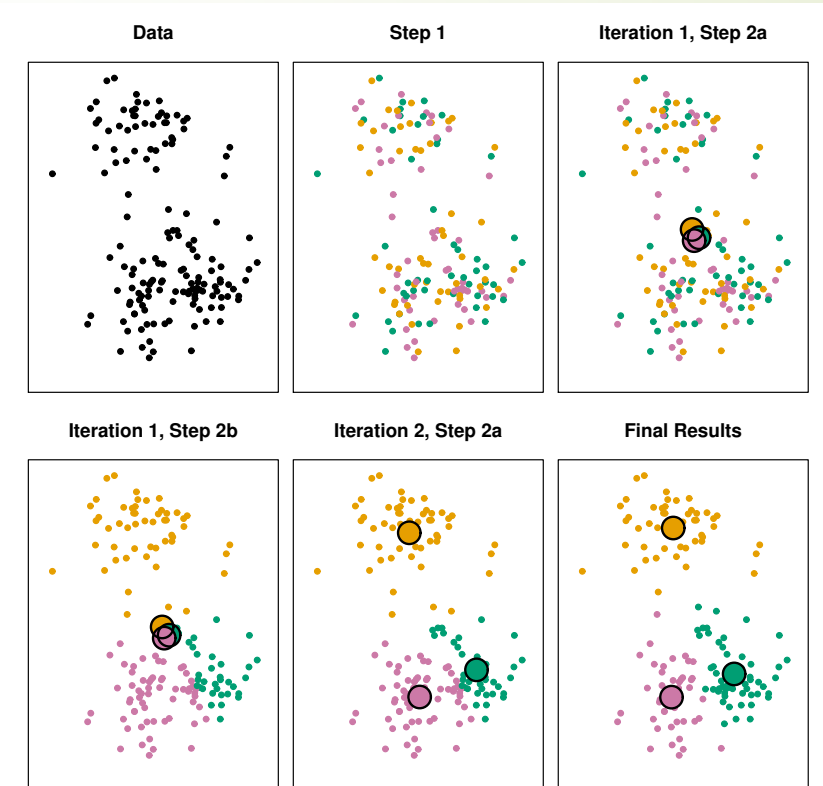 Data
Step 1
Iteration 1, Step 2a
Iteration 1, Step 2b
Iteration 2, Step 2a
Final Results